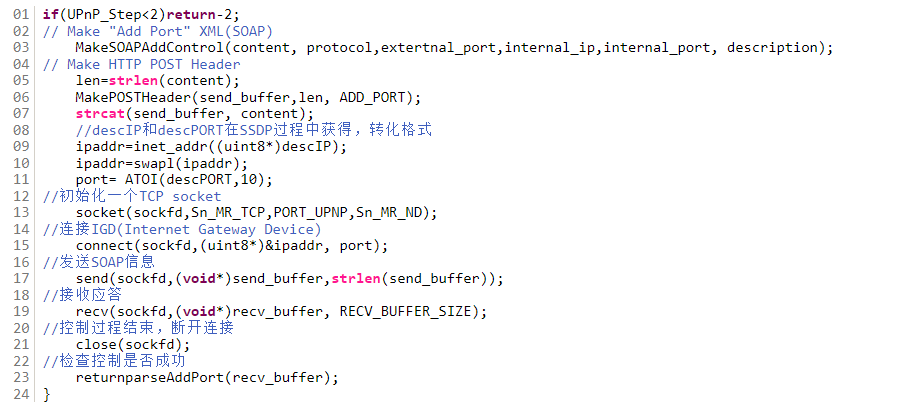 01 if(UPnP_Step<2)return-2;
02 // Make "Add Port" XML(SOAP)
03 MakeSOAPAddControl(content, protocol,extertnal_port,internal_ip,internal_port, description);
04 // Make HTTP POST Header
05 len=strlen(content);
06 MakePOSTHeader(send_buffer,len, ADD_PORT);
07 strcat(send_buffer, content);
08 //descIP和descPORT在SSDP过程中获得，转化格式
09 ipaddr=inet_addr((uint8*)descIP);
10 ipaddr=swapl(ipaddr);
11 port= ATOI(descPORT,10);
12 //初始化一个TCP socket
13 socket(sockfd,Sn_MR_TCP,PORT_UPNP,Sn_MR_ND);
14 //连接IGD(Internet Gateway Device)
15 connect(sockfd,(uint8*)&ipaddr, port);
16 //发送SOAP信息
17 send(sockfd,(void*)send_buffer,strlen(send_buffer));
18 //接收应答
19 recv(sockfd,(void*)recv_buffer, RECV_BUFFER_SIZE);
20 //控制过程结束，断开连接
21 close(sockfd);
22 //检查控制是否成功
23 returnparseAddPort(recv_buffer);
24 }